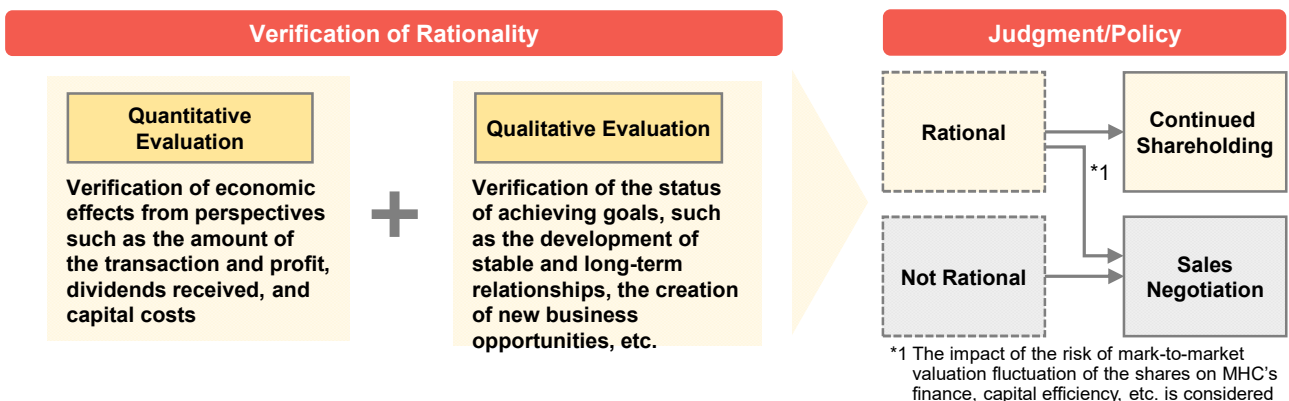 Verification of Rationality
Quantitative
Evaluation
Verification of economic
effects from perspectives
such as the amount of
the transaction and profit,
dividends received, and
capital costs
+
Qualitative Evaluation
Verification of the status
of achieving goals, such
as the development of
stable and long-term
relationships, the creation
of new business
opportunities, etc.
Judgment/Policy
Rational
Continued
Shareholding
*1
Not Rational
Sales
Negotiation
*1 The impact of the risk of mark-to-market
valuation fluctuation of the shares on MHC's
finance, capital efficiency, etc. is considered